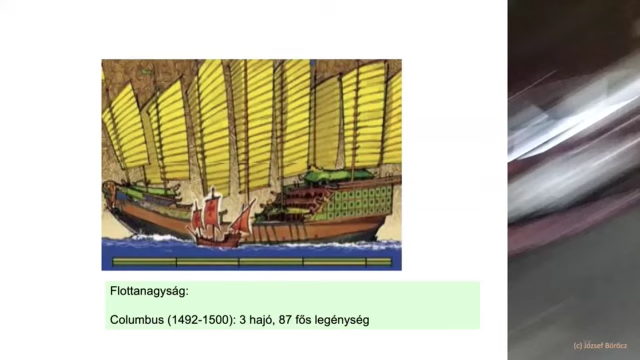 Flottanagyság:
Columbus (1492-1500): 3 hajó, 87 fős legénység
(c) József Böröcz